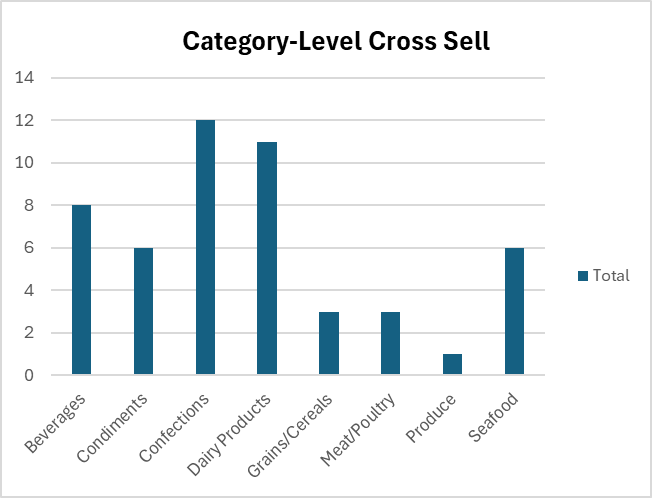 Category-Level Cross Sell
14
12
10
8
6
4
2
0
Beverages
Condiments
Confections
Dairy Products
Grains/Cereals
Meat/Poultry
Produce
Seafood
Total